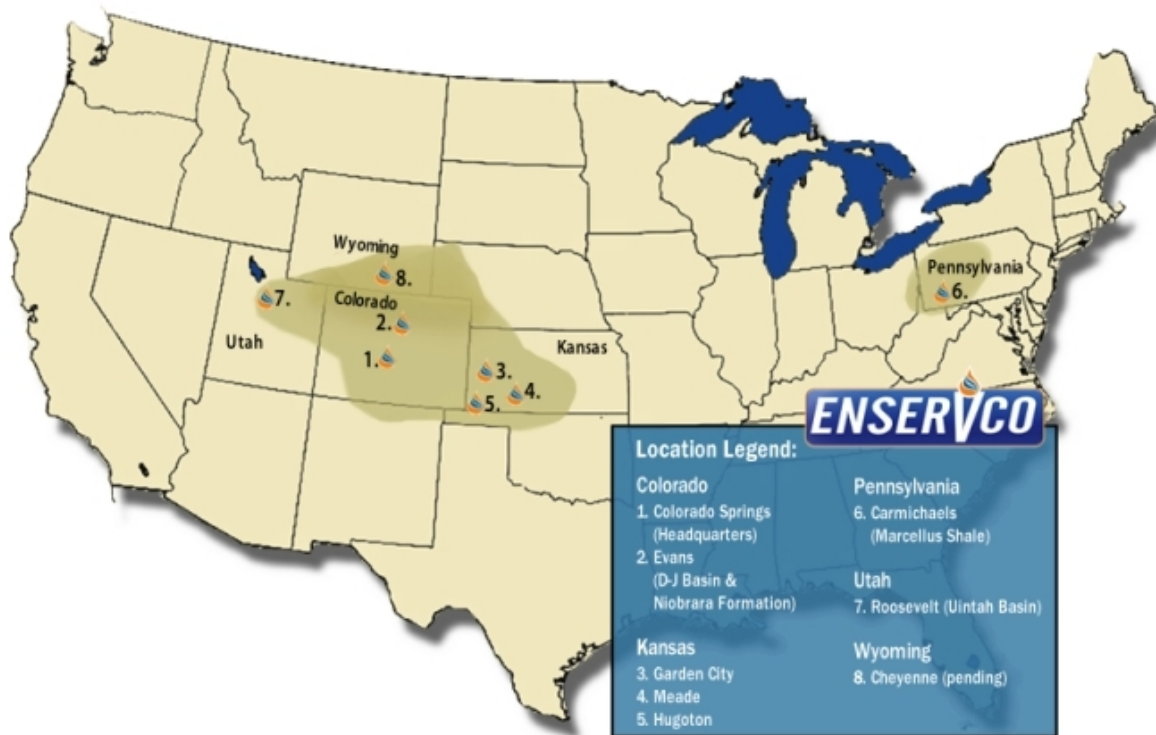 Wyoming
8.
Pennsylvania
6.
7.
Colorado
2.
Utah
1.
Kansas
3.
4.
5.
ENSERVCO
Location Legend:
Colorado
1. Colorado Springs
(Headquarters)
2. Evans
(D-J Basin &
Niobrara Formation)
Kansas
3. Garden City
4. Meade
5. Hugoton
Pennsylvania
6. Carmichaels
(Marcellus Shale)
Utah
7. Roosevelt (Uintah Basin)
Wyoming
8. Cheyenne (pending)